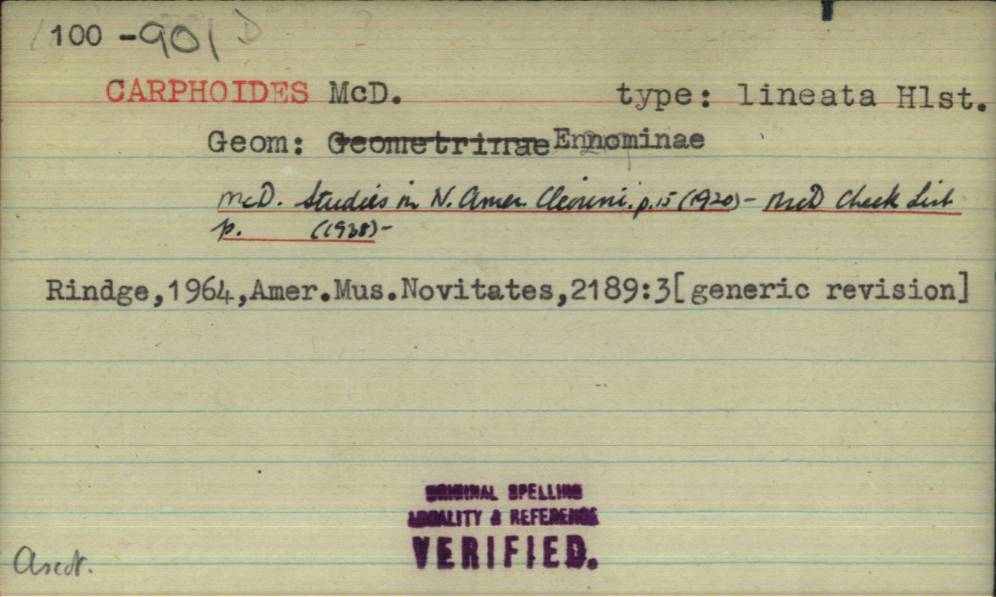 100 -901 D
CARPHOIDES McD. type: lineata Hlst.
Geom: Geometrinae Ennominae
McD. Studies in N. Amer. Cleorini. p.15 (1920) - McD Check List
p. (1938) -
Rindge,1964,Amer.Mus.Novitates,2189:3[generic revision]
ORIGINAL SPELLING
LOCALITY & REFERENCE
VERIFIED.